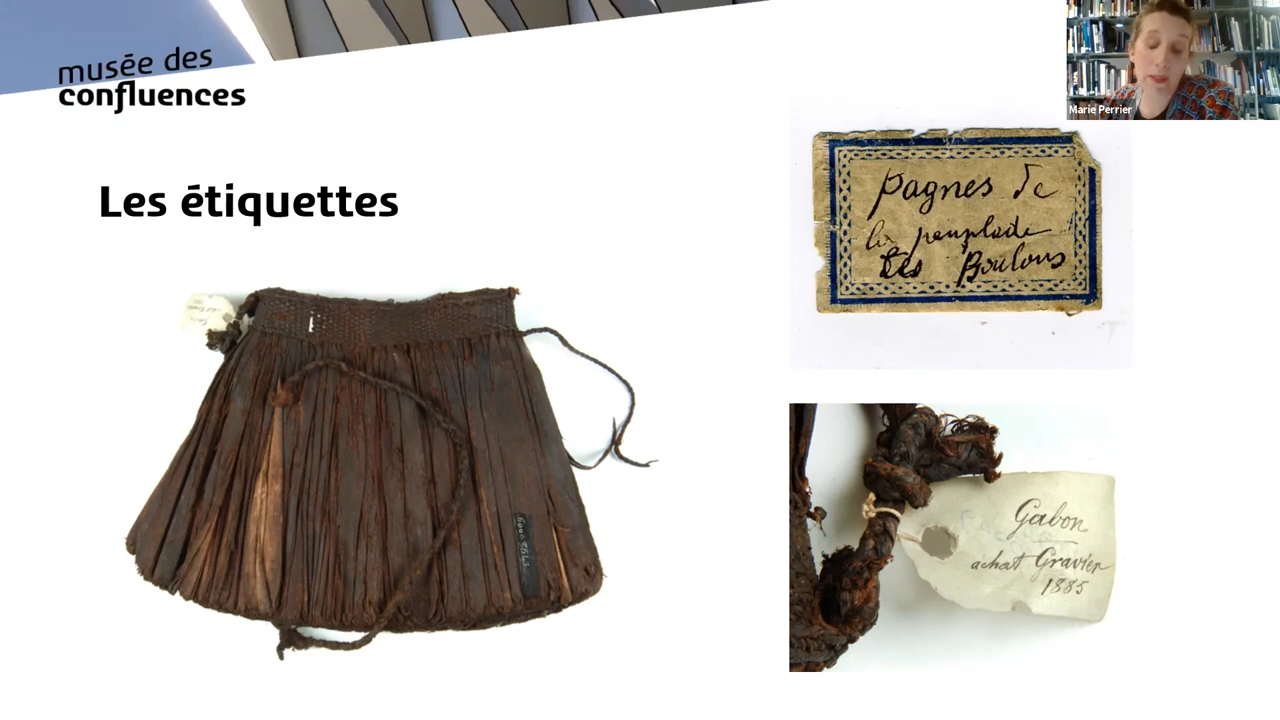 musée des
confluences
Marie Perrier
Les étiquettes
pagnes de
la peuplade
des Boulous
Gabon
achat Gravier
1885